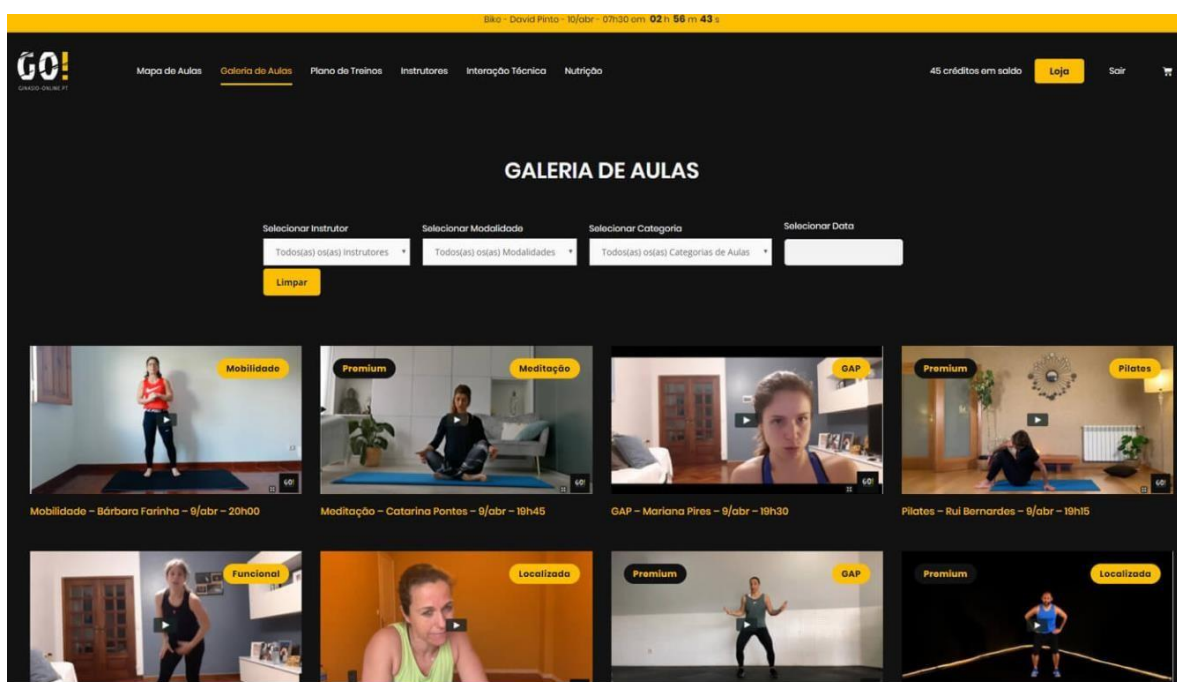 Bike - David Pinto - 10/abr - 07h30 em 02 h 56 m 43 s
GO!
GINASIO-ONLINE.PT
Mapa de Aulas Galeria de Aulas Plano de Treinos Instrutores Interação Técnica Nutrição
45 créditos em saldo Loja Sair
GALERIA DE AULAS
Selecionar Instrutor Selecionar Modalidade Selecionar Categoria Selecionar Data
Todos(as) os(as) Instrutores Todos(as) os(as) Modalidades Todos(as) os(as) Categorias de Aulas
Limpar
Mobilidade Premium Meditação GAP Premium Pilates
GO! GO! GO! GO!
Mobilidade – Bárbara Farinha – 9/abr – 20h00 Meditação – Catarina Pontes – 9/abr – 19h45 GAP – Mariana Pires – 9/abr – 19h30 Pilates – Rui Bernardes – 9/abr – 19h15
Funcional Localizada Premium GAP Premium Localizada